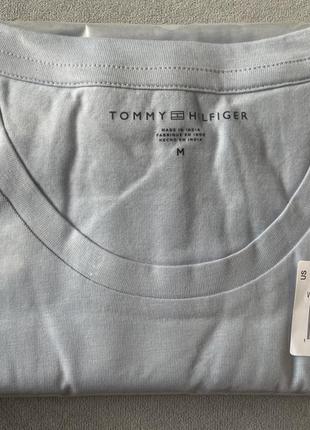 TOMMY HILFIGER
MADE IN INDIA
FABRIQUÉ EN INDE
HECHO EN INDIA
M
US